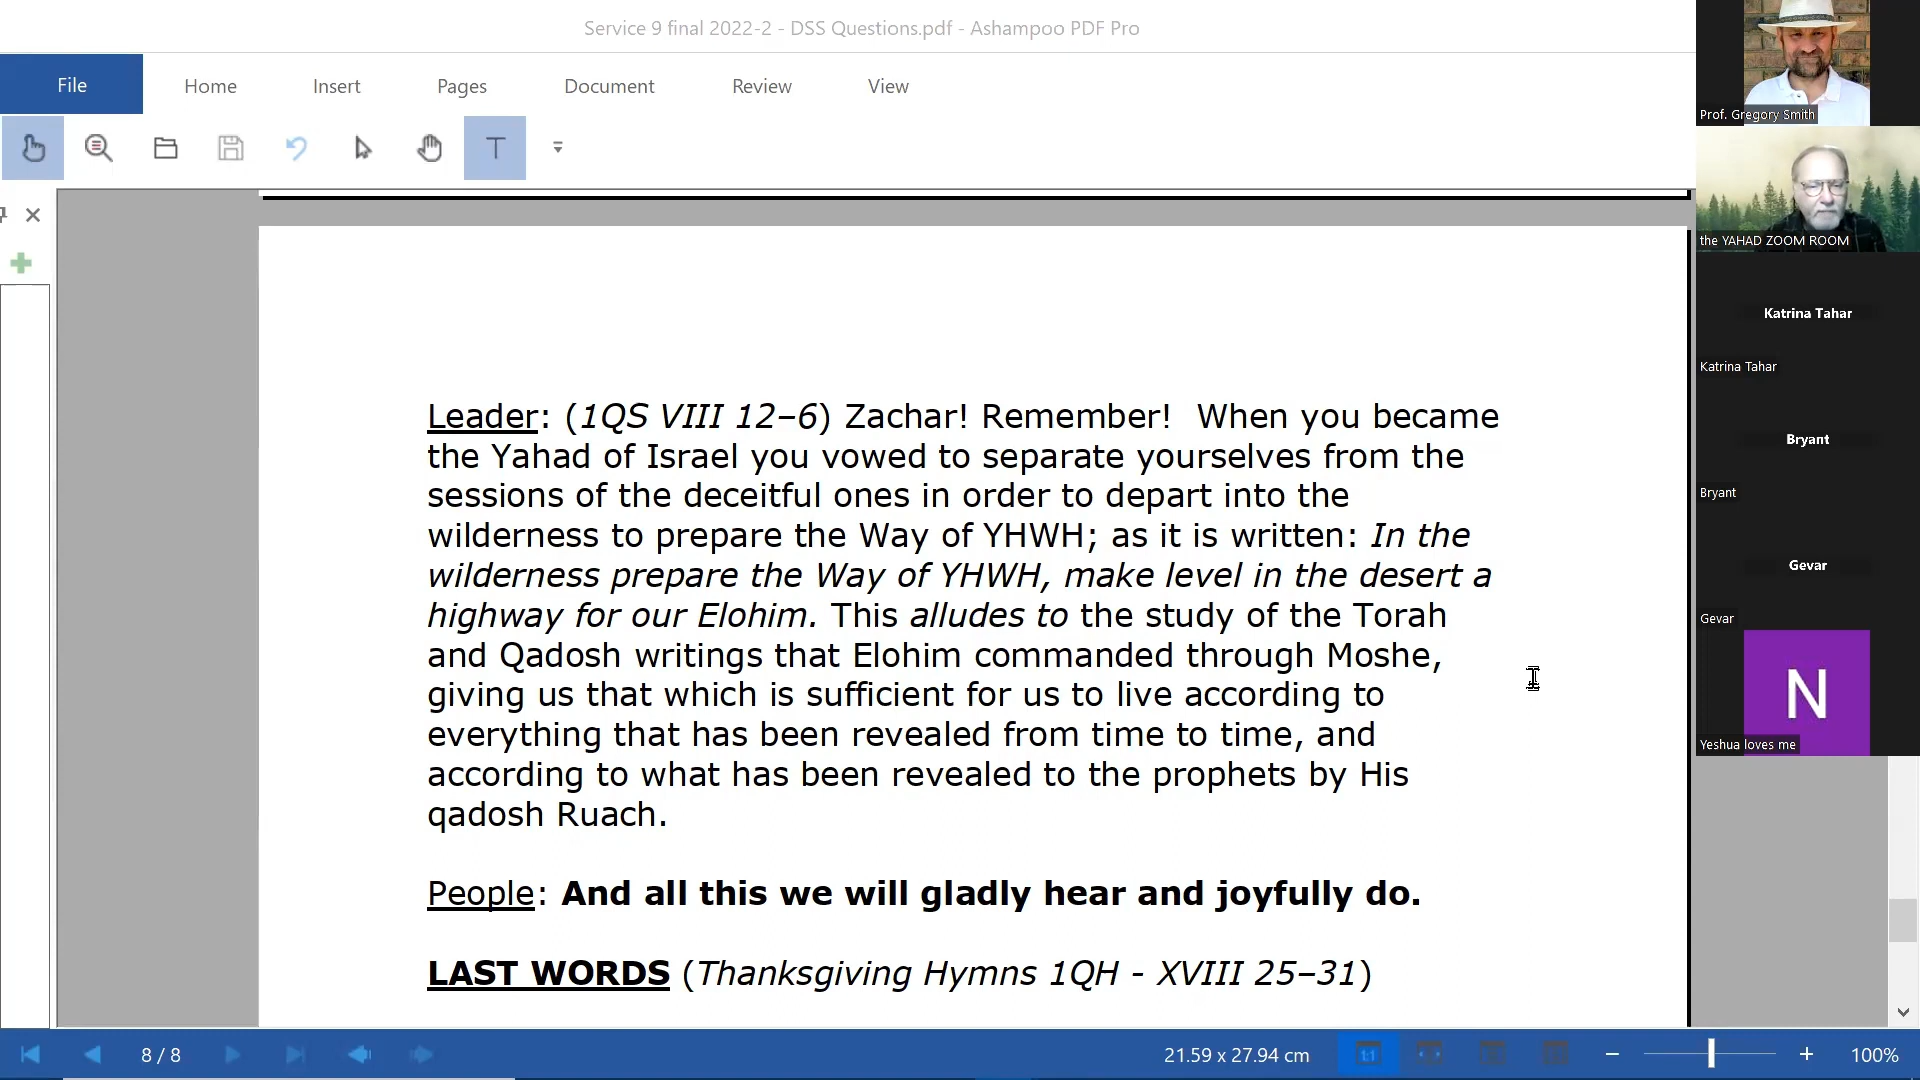 Service 9 final 2022-2 - DSS Questions.pdf - Ashampoo PDF Pro
File
Home
Insert
Pages
Document
Review
View
T
Leader: (1QS VIII 12–6) Zachar! Remember! When you became
the Yahad of Israel you vowed to separate yourselves from the
sessions of the deceitful ones in order to depart into the
wilderness to prepare the Way of YHWH; as it is written: In the
wilderness prepare the Way of YHWH, make level in the desert a
highway for our Elohim. This alludes to the study of the Torah
and Qadosh writings that Elohim commanded through Moshe,
giving us that which is sufficient for us to live according to
everything that has been revealed from time to time, and
according to what has been revealed to the prophets by His
qadosh Ruach.
People: And all this we will gladly hear and joyfully do.
LAST WORDS (Thanksgiving Hymns 1QH - XVIII 25–31)
Prof. Gregory Smith
the YAHAD ZOOM ROOM
Katrina Tahar
Katrina Tahar
Bryant
Bryant
Gevar
Gevar
N
Yeshua loves me
8 / 8
21.59 x 27.94 cm
1:1
100%